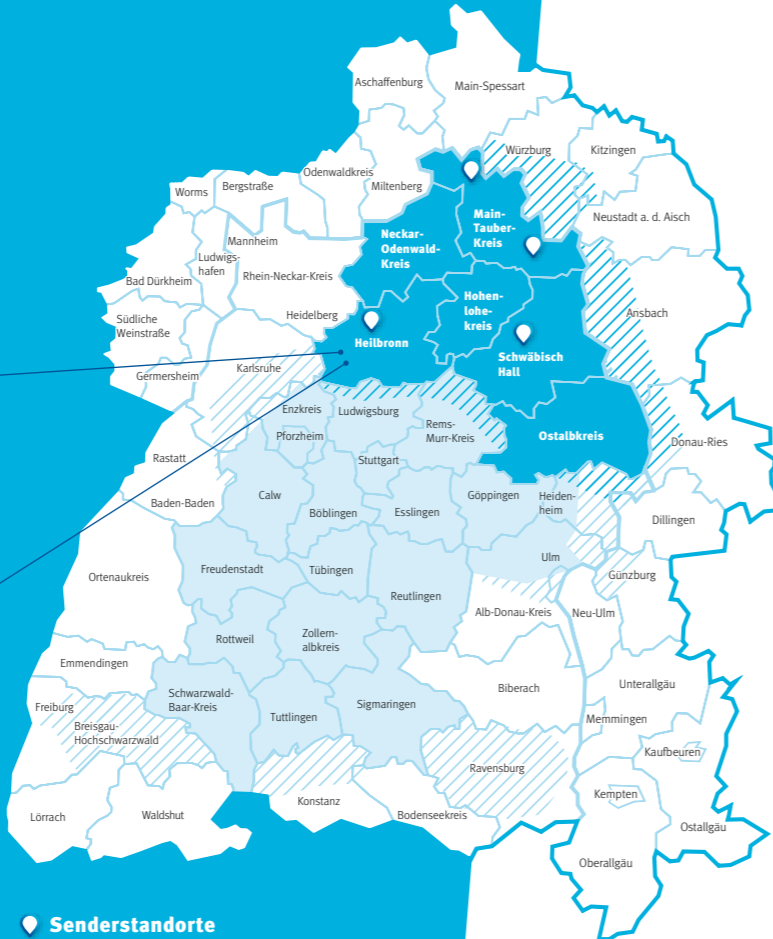 Aschaffenburg
Main-Spessart
Würzburg
Kitzingen
Odenwaldkreis
Miltenberg
Worms
Bergstraße
Main-
Tauber-
Kreis
Neustadt a. d. Aisch
Neckar-
Odenwald-
Kreis
Mannheim
Ludwigs-
hafen
Rhein-Neckar-Kreis
Bad Dürkheim
Hohen-
lohe-
kreis
Ansbach
Südliche
Weinstraße
Heidelberg
Heilbronn
Schwäbisch
Hall
Germersheim
Karlsruhe
Enzkreis
Ludwigsburg
Rems-
Murr-Kreis
Pforzheim
Ostalbkreis
Donau-Ries
Rastatt
Stuttgart
Baden-Baden
Calw
Böblingen
Esslingen
Göppingen
Heiden-
heim
Dillingen
Ulm
Ortenaukreis
Freudenstadt
Tübingen
Günzburg
Reutlingen
Alb-Donau-Kreis
Neu-Ulm
Rottweil
Zollern-
albkreis
Emmendingen
Unterallgäu
Schwarzwald-
Baar-Kreis
Biberach
Freiburg
Sigmaringen
Tuttlingen
Memmingen
Breisgau-
Hochschwarzwald
Kaufbeuren
Ravensburg
Kempten
Konstanz
Lörrach
Waldshut
Bodenseekreis
Ostallgäu
Oberallgäu
Senderstandorte